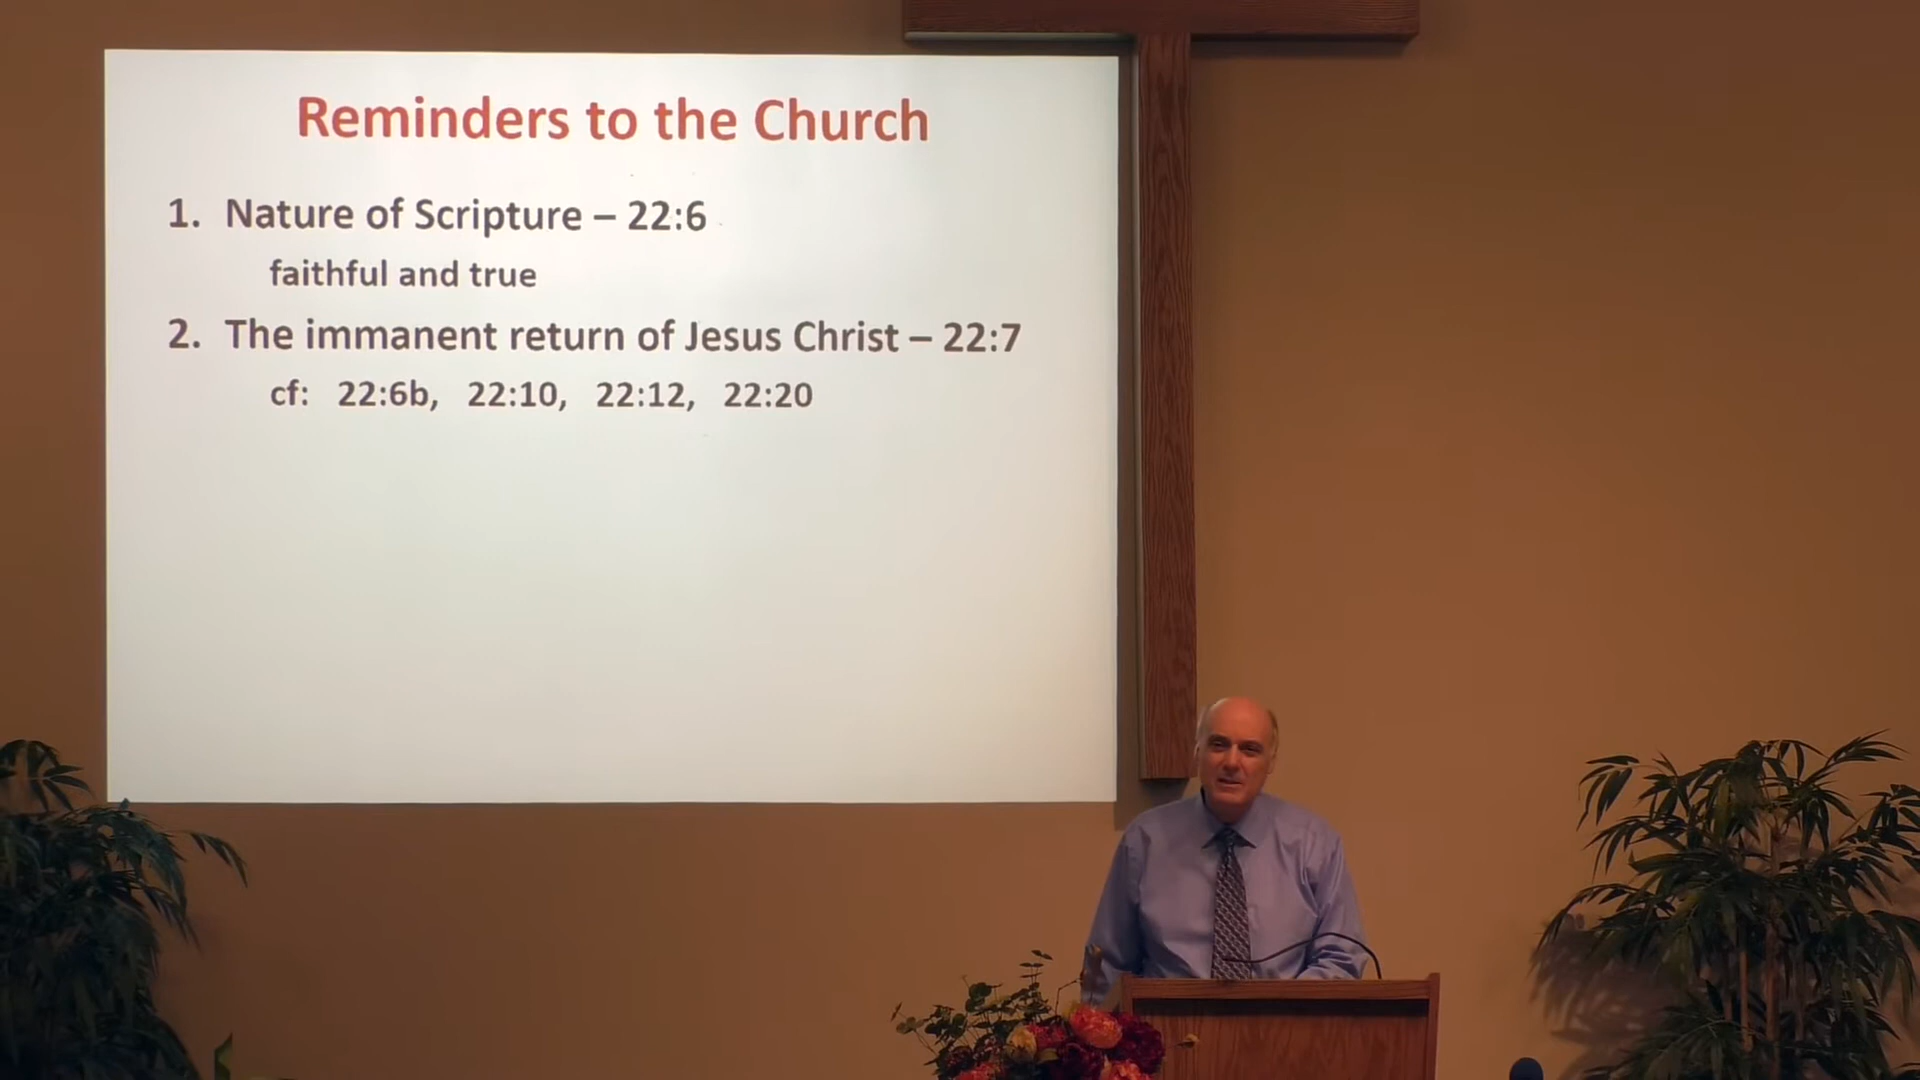 Reminders to the Church
1. Nature of Scripture – 22:6
faithful and true
2. The immanent return of Jesus Christ – 22:7
cf: 22:6b, 22:10, 22:12, 22:20